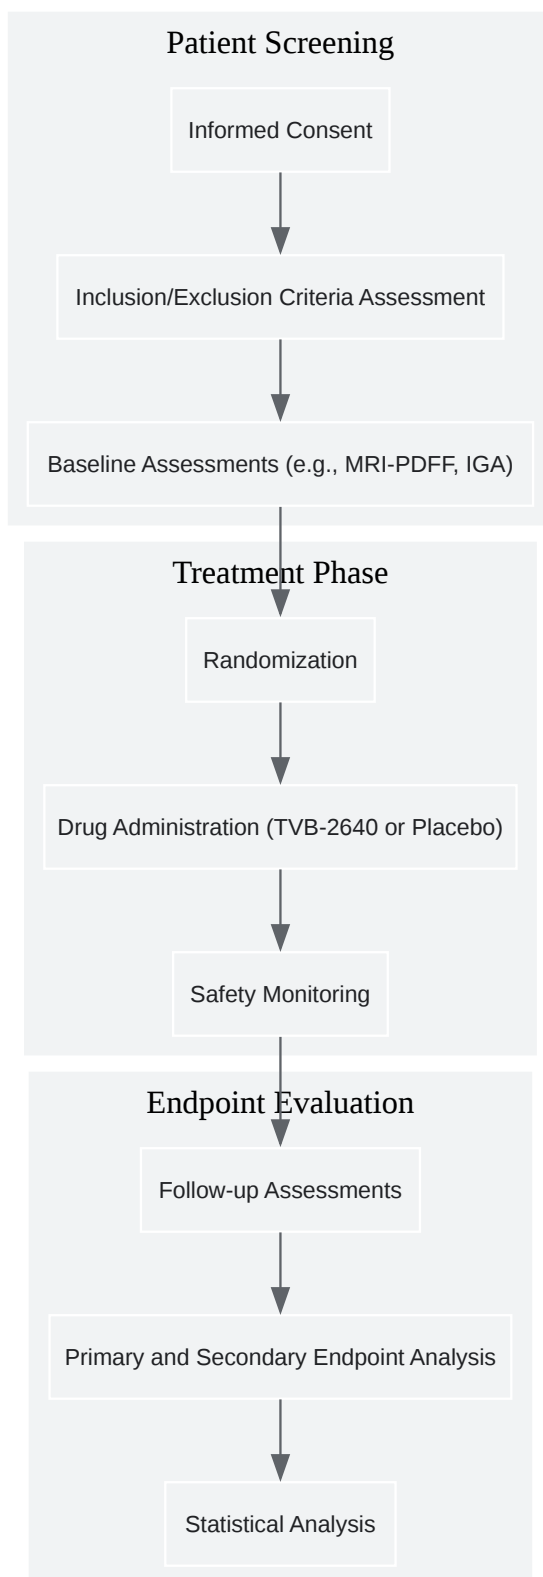 Patient Screening
Informed Consent
Inclusion/Exclusion Criteria Assessment
Baseline Assessments (e.g., MRI-PDFF, IGA)
Treatment Phase
Randomization
Drug Administration (TVB-2640 or Placebo)
Safety Monitoring
Endpoint Evaluation
Follow-up Assessments
Primary and Secondary Endpoint Analysis
Statistical Analysis